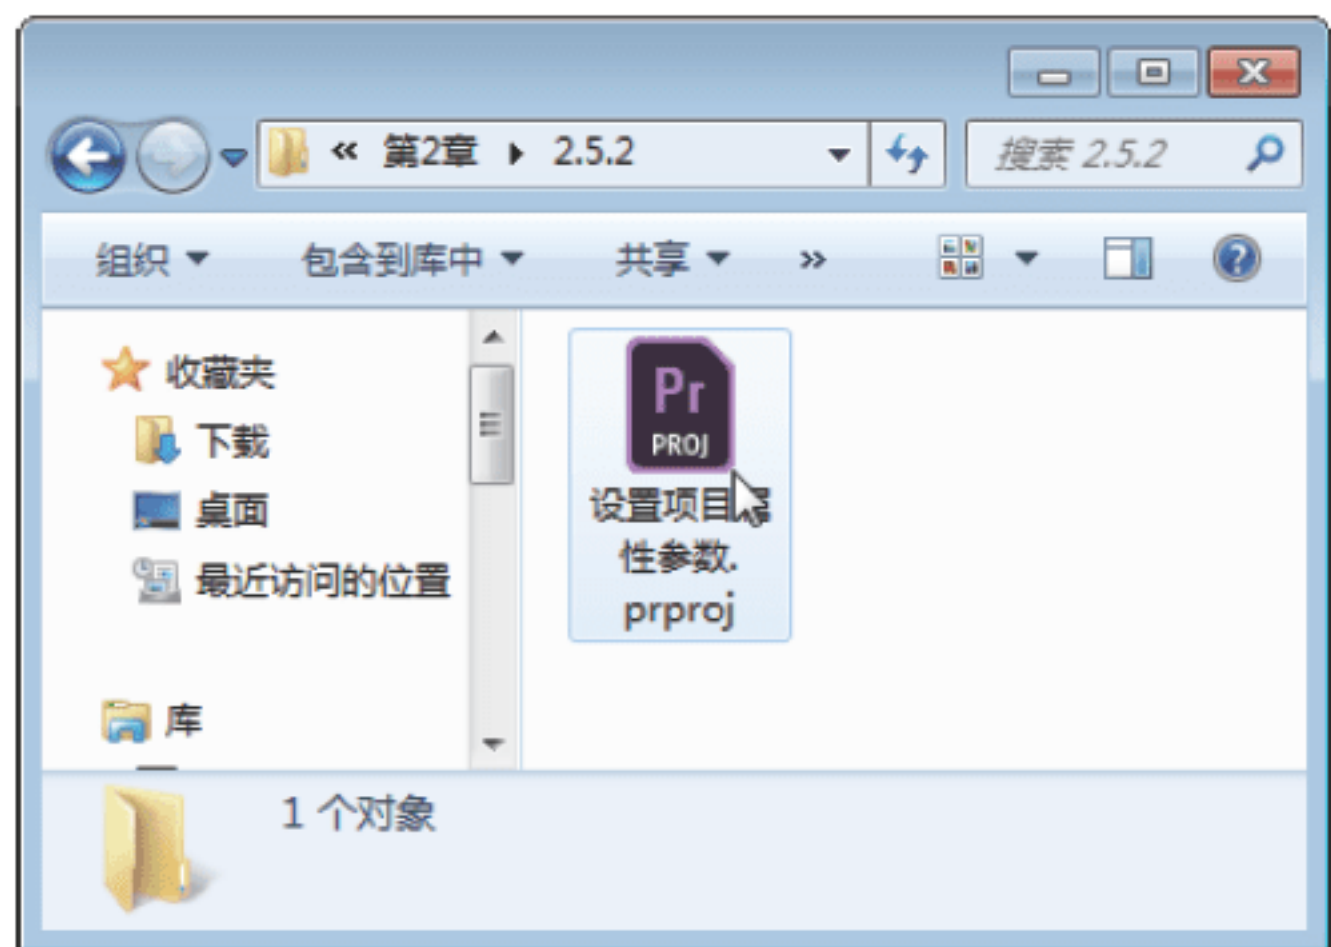 « 第2章 ▶ 2.5.2
搜索 2.5.2
组织 包含到库中 共享 »
收藏夹
下载
桌面
最近访问的位置
库
Pr
PROJ
设置项目属
性参数.
prproj
1 个对象